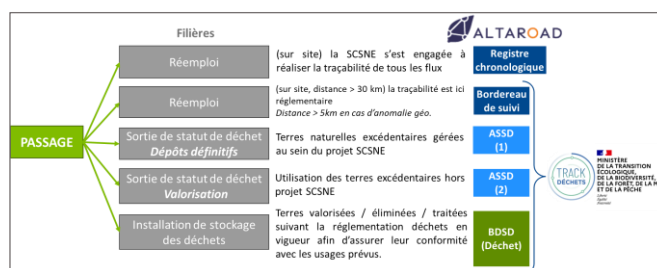 Filières
ALTAROAD
PASSAGE
Réemploi
(sur site) la SCSNE s'est engagée à
réaliser la traçabilité de tous les flux
Registre
chronologique
Réemploi
(sur site, distance > 30 km) la traçabilité est ici
réglementaire
Distance > 5km en cas d'anomalie géo.
Bordereau
de suivi
Sortie de statut de déchet
Dépôts définitifs
Terres naturelles excédentaires gérées
au sein du projet SCSNE
ASSD
(1)
Sortie de statut de déchet
Valorisation
Utilisation des terres excédentaires hors
projet SCSNE
ASSD
(2)
Installation de stockage
des déchets
Terres valorisées / éliminées / traitées
suivant la réglementation déchets en
vigueur afin d'assurer leur conformité
avec les usages prévus.
BDSD
(Déchet)
TRACK
DÉCHETS
MINISTÈRE
DE LA TRANSITION
ÉCOLOGIQUE,
DE LA BIODIVERSITÉ,
DE LA FORÊT, DE LA M
ET DE LA PÊCHE
Liberté
Égalité
Fraternité